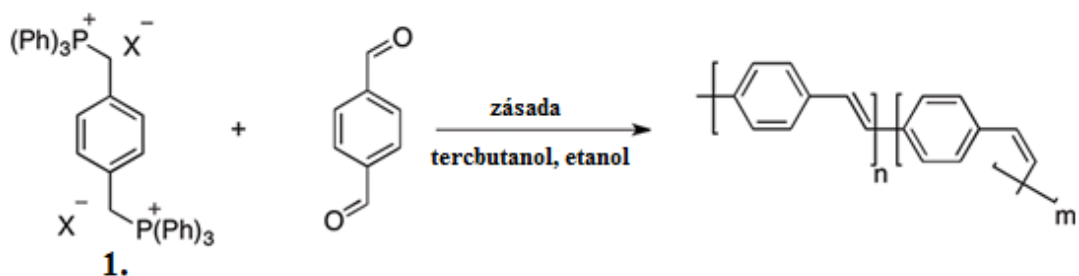 (Ph)₃P⁺ X⁻
O
+
zásada
tercbutanol, etanol
O
X⁻ P⁺(Ph)₃
1.
n
m